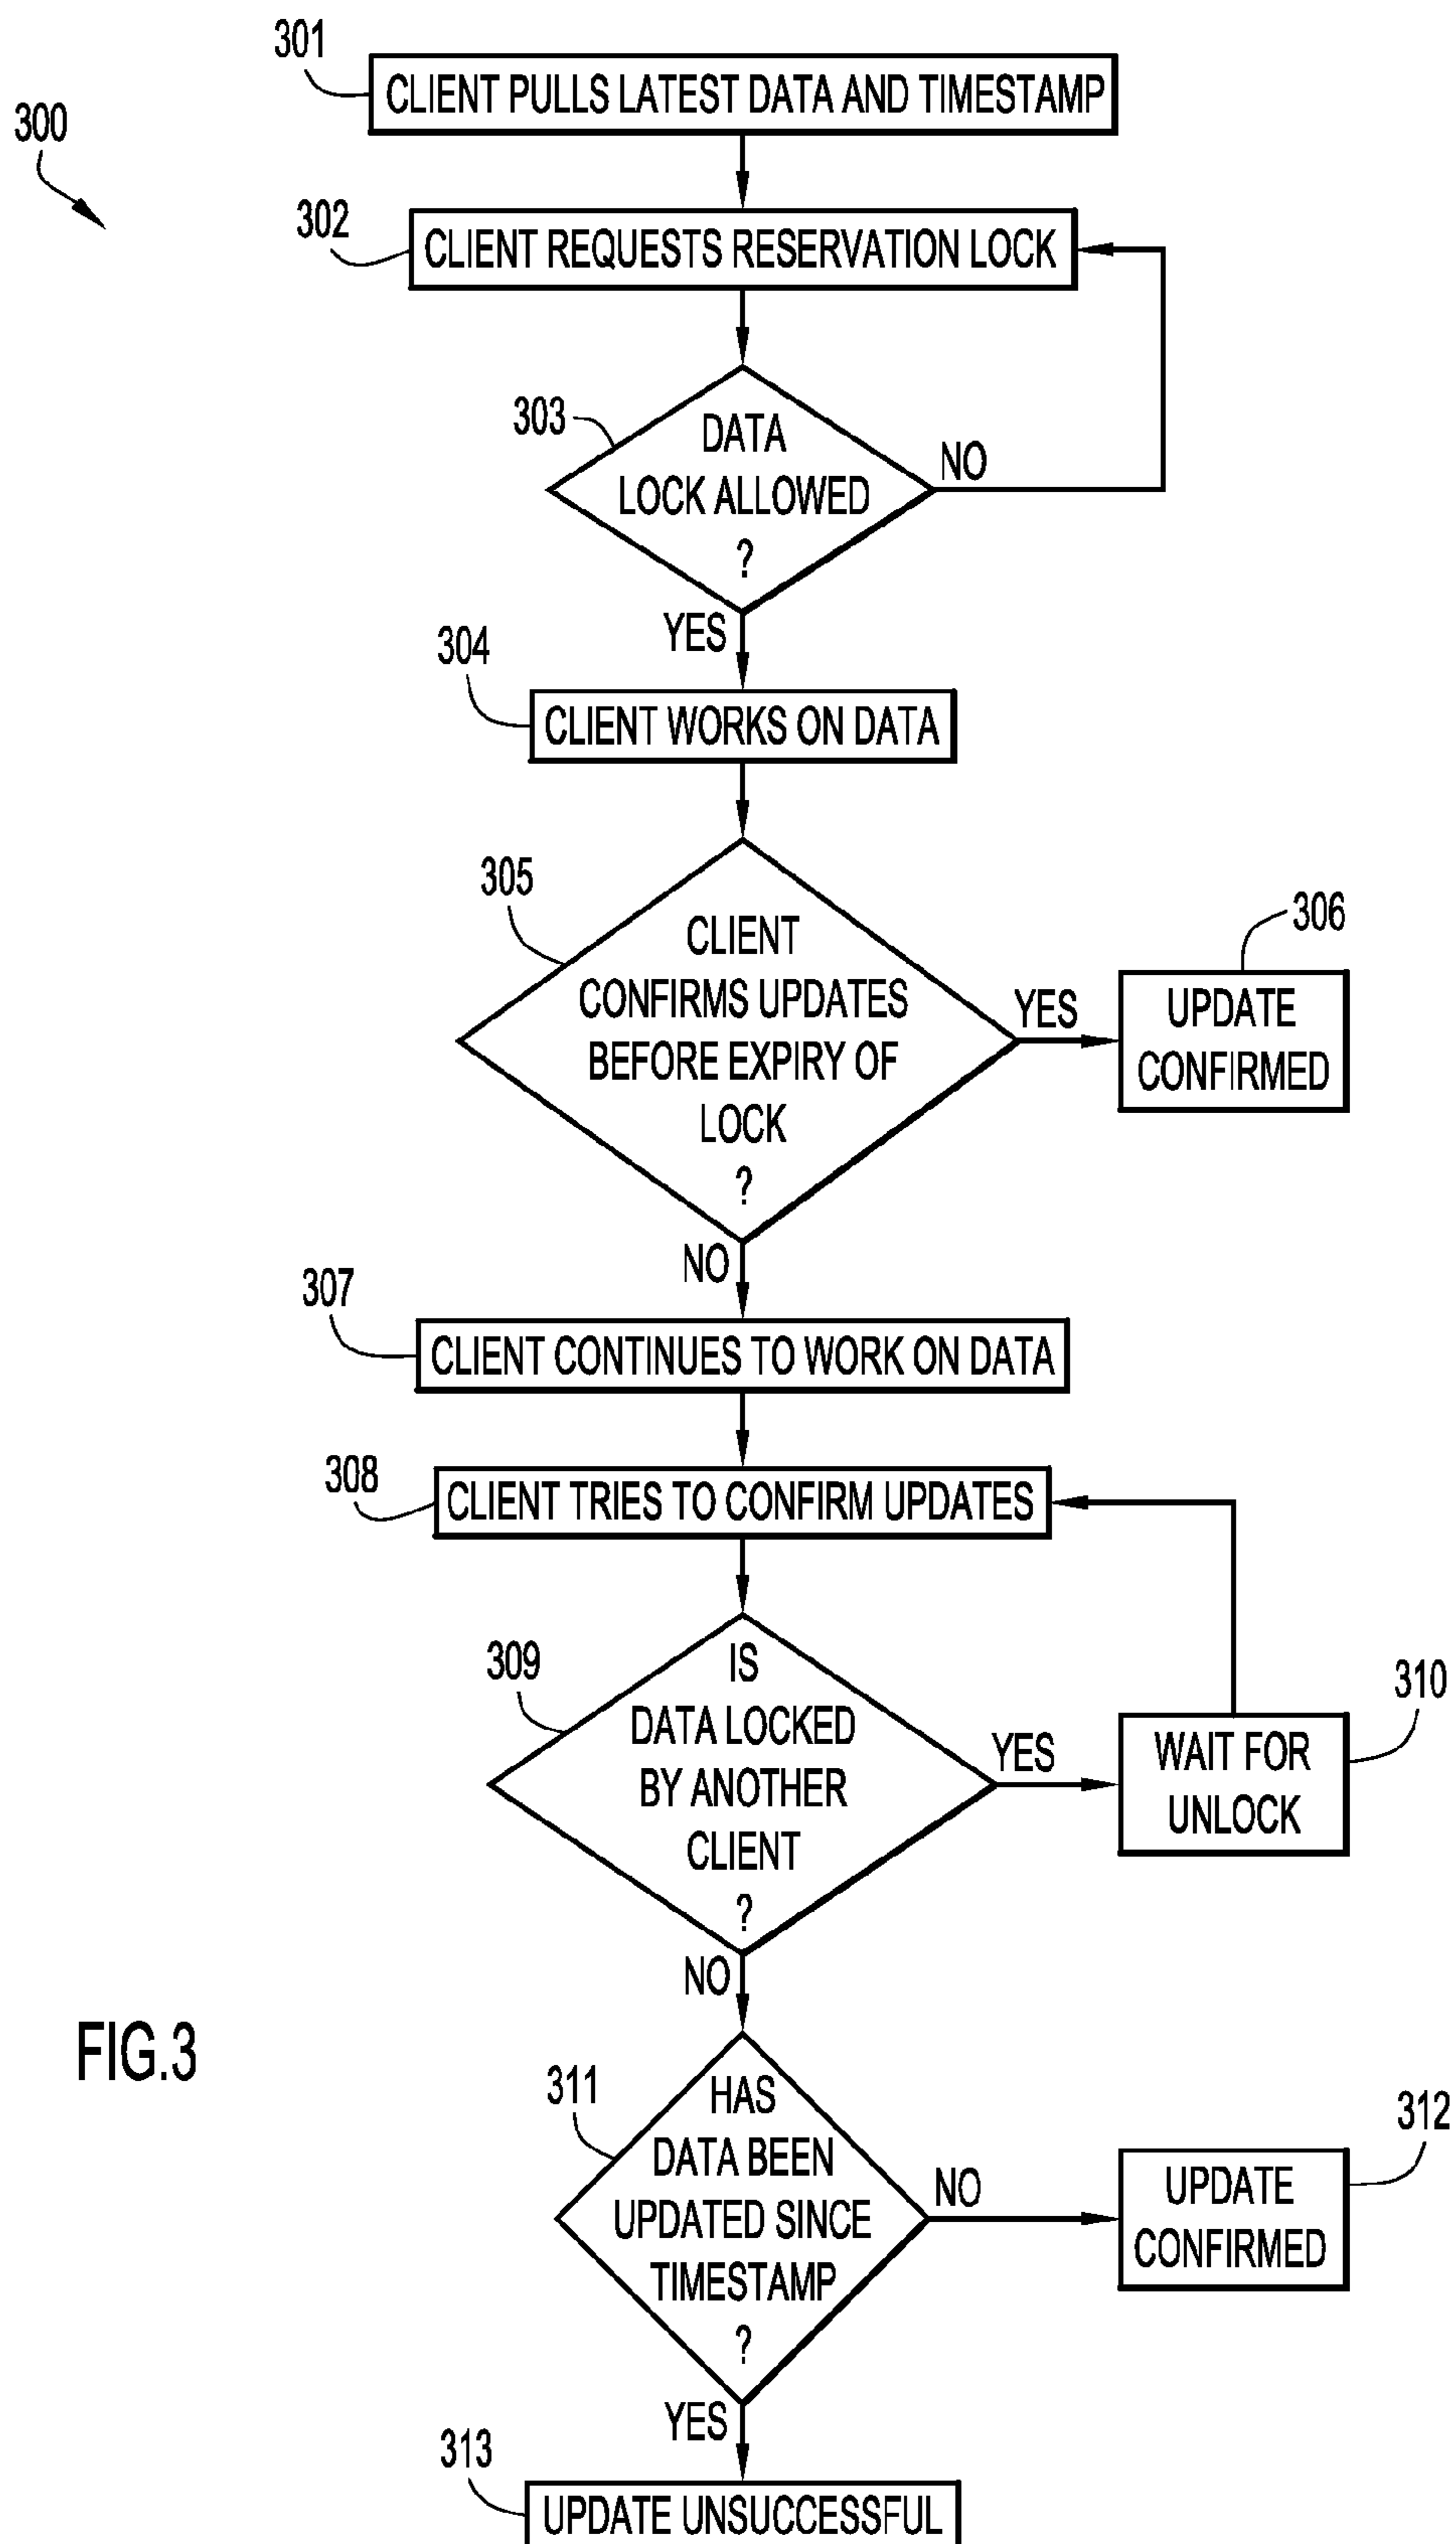 301
CLIENT PULLS LATEST DATA AND TIMESTAMP
300
302
CLIENT REQUESTS RESERVATION LOCK
303
DATA
LOCK ALLOWED
?
NO
YES
304
CLIENT WORKS ON DATA
305
CLIENT
CONFIRMS UPDATES
BEFORE EXPIRY OF
LOCK
?
YES
306
UPDATE
CONFIRMED
NO
307
CLIENT CONTINUES TO WORK ON DATA
308
CLIENT TRIES TO CONFIRM UPDATES
309
IS
DATA LOCKED
BY ANOTHER
CLIENT
?
YES
310
WAIT FOR
UNLOCK
NO
FIG.3
311
HAS
DATA BEEN
UPDATED SINCE
TIMESTAMP
?
NO
312
UPDATE
CONFIRMED
YES
313
UPDATE UNSUCCESSFUL